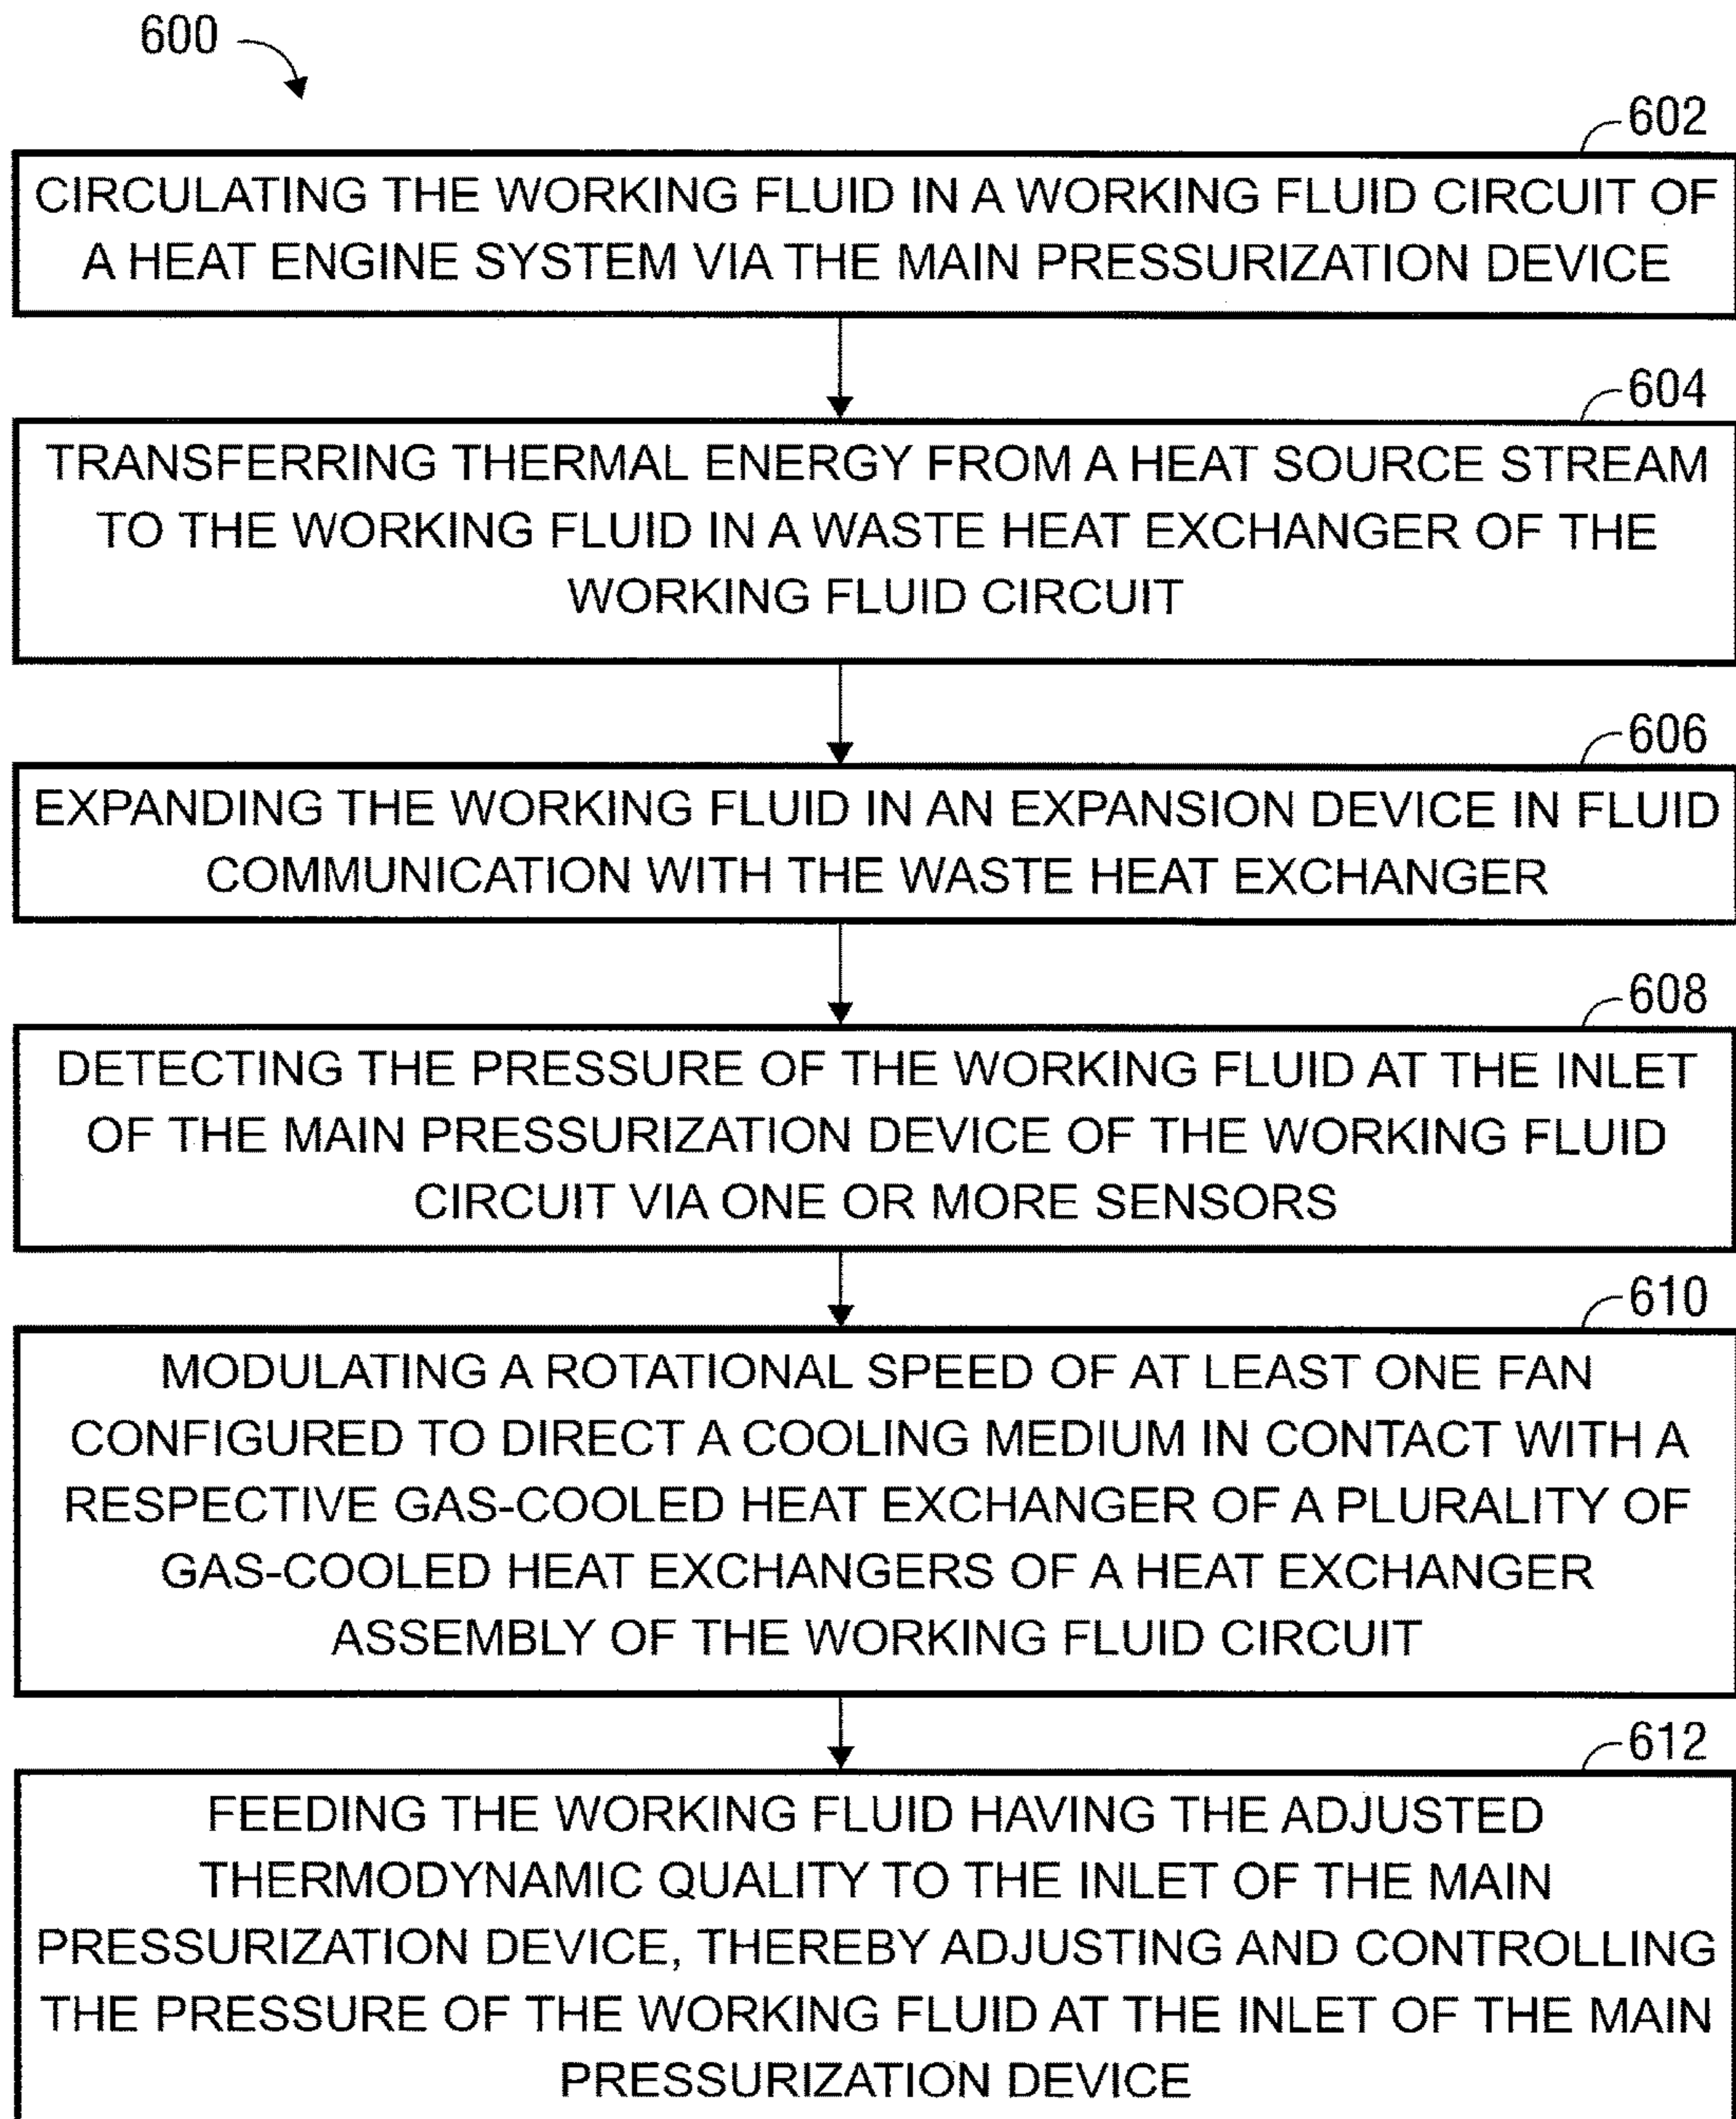 600
602
CIRCULATING THE WORKING FLUID IN A WORKING FLUID CIRCUIT OF
A HEAT ENGINE SYSTEM VIA THE MAIN PRESSURIZATION DEVICE
604
TRANSFERRING THERMAL ENERGY FROM A HEAT SOURCE STREAM
TO THE WORKING FLUID IN A WASTE HEAT EXCHANGER OF THE
WORKING FLUID CIRCUIT
606
EXPANDING THE WORKING FLUID IN AN EXPANSION DEVICE IN FLUID
COMMUNICATION WITH THE WASTE HEAT EXCHANGER
608
DETECTING THE PRESSURE OF THE WORKING FLUID AT THE INLET
OF THE MAIN PRESSURIZATION DEVICE OF THE WORKING FLUID
CIRCUIT VIA ONE OR MORE SENSORS
610
MODULATING A ROTATIONAL SPEED OF AT LEAST ONE FAN
CONFIGURED TO DIRECT A COOLING MEDIUM IN CONTACT WITH A
RESPECTIVE GAS-COOLED HEAT EXCHANGER OF A PLURALITY OF
GAS-COOLED HEAT EXCHANGERS OF A HEAT EXCHANGER
ASSEMBLY OF THE WORKING FLUID CIRCUIT
612
FEEDING THE WORKING FLUID HAVING THE ADJUSTED
THERMODYNAMIC QUALITY TO THE INLET OF THE MAIN
PRESSURIZATION DEVICE, THEREBY ADJUSTING AND CONTROLLING
THE PRESSURE OF THE WORKING FLUID AT THE INLET OF THE MAIN
PRESSURIZATION DEVICE